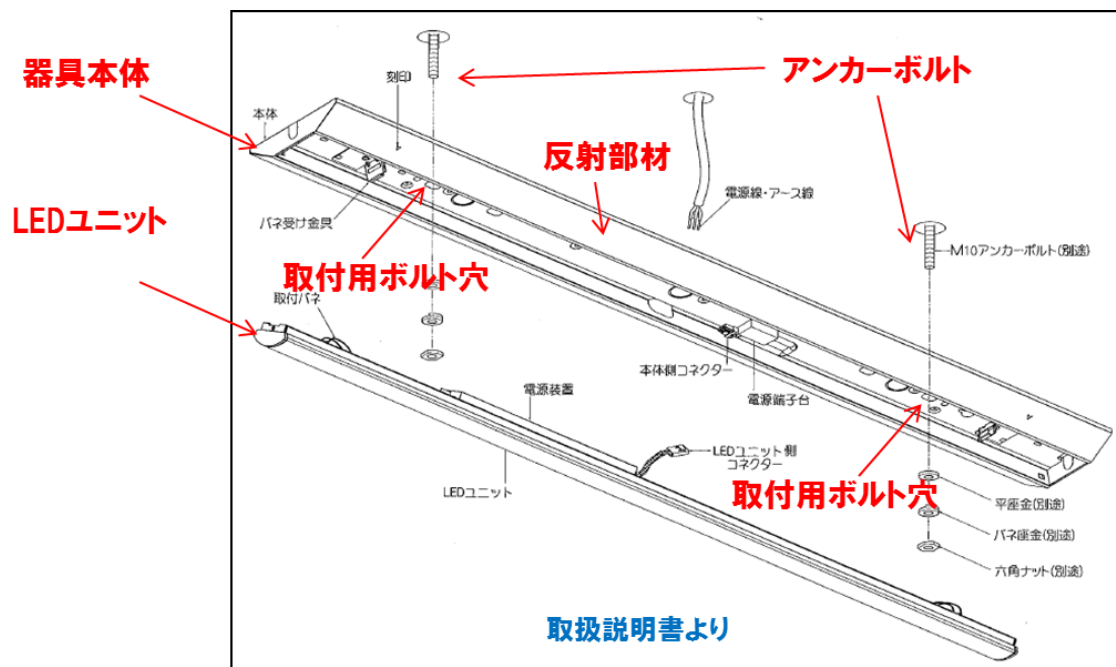 器具本体
刻印
アンカーボルト
本体
反射部材
電源線・アース線
LEDユニット
バネ受け金具
M10アンカーボルト(別途)
取付用ボルト穴
取付バネ
本体側コネクター
電源端子台
電源装置
LEDユニット側
コネクター
取付用ボルト穴
LEDユニット
平座金(別途)
バネ座金(別途)
六角ナット(別途)
取扱説明書より